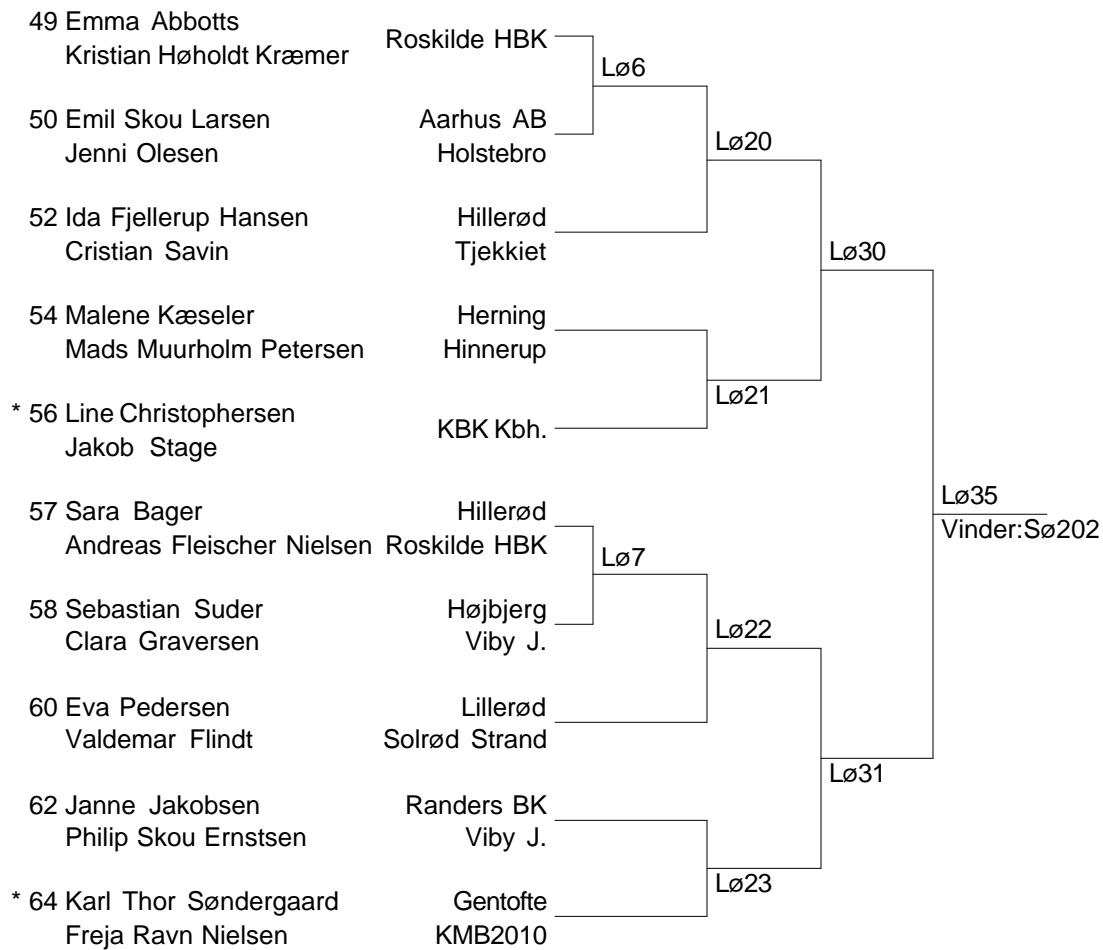 49 Emma Abbotts
Roskilde HBK
Kristian Høholdt Kræmer
Lø6
50 Emil Skou Larsen Aarhus AB
Jenni Olesen Holstebro
Lø20
52 Ida Fjellerup Hansen Hillerød
Cristian Savin Tjekkiet
Lø30
54 Malene Kæseler Herning
Mads Muurholm Petersen Hinnerup
Lø21
* 56 Line Christophersen
KBK Kbh.
Jakob Stage
Lø35
Vinder:Sø202
57 Sara Bager Hillerød
Andreas Fleischer Nielsen Roskilde HBK
Lø7
58 Sebastian Suder Højbjerg
Clara Graversen Viby J.
Lø22
60 Eva Pedersen Lillerød
Valdemar Flindt Solrød Strand
Lø31
62 Janne Jakobsen Randers BK
Philip Skou Ernstsen Viby J.
Lø23
* 64 Karl Thor Søndergaard Gentofte
Freja Ravn Nielsen KMB2010